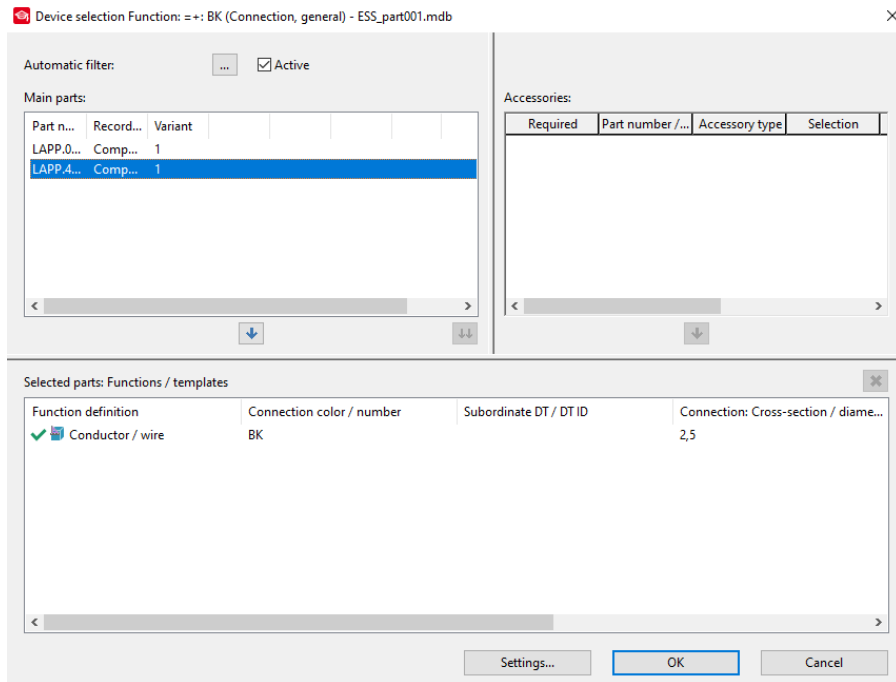 Device selection Function: =+: BK (Connection, general) - ESS_part001.mdb
Automatic filter:
...
Active
Main parts:
Part n... Record... Variant
LAPP.0... Comp... 1
LAPP.4... Comp... 1
Accessories:
Required Part number /... Accessory type Selection
Selected parts: Functions / templates
Function definition Connection color / number Subordinate DT / DT ID Connection: Cross-section / diame...
Conductor / wire BK 2,5
Settings... OK Cancel